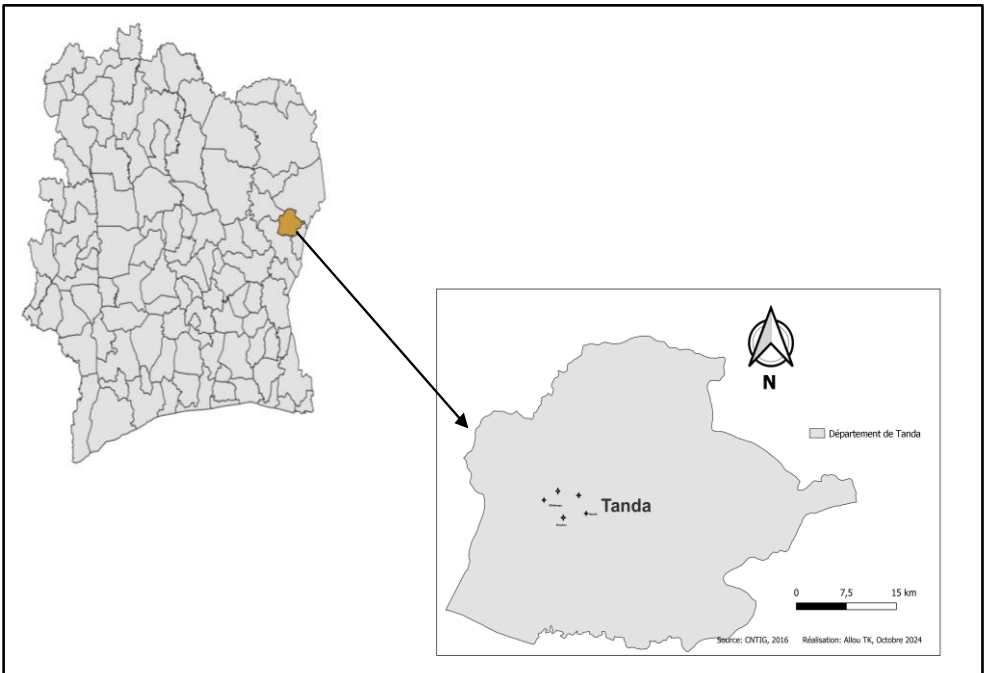 N
Département de Tanda
Tanda
0 7,5 15 km
Source: CNTIG, 2016 Réalisation: Allou TK, Octobre 2024